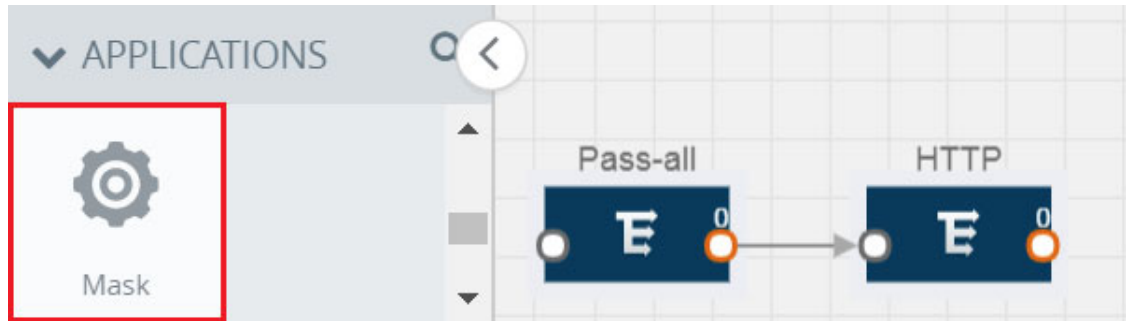 APPLICATIONS
Mask
Pass-all
0
HTTP
0